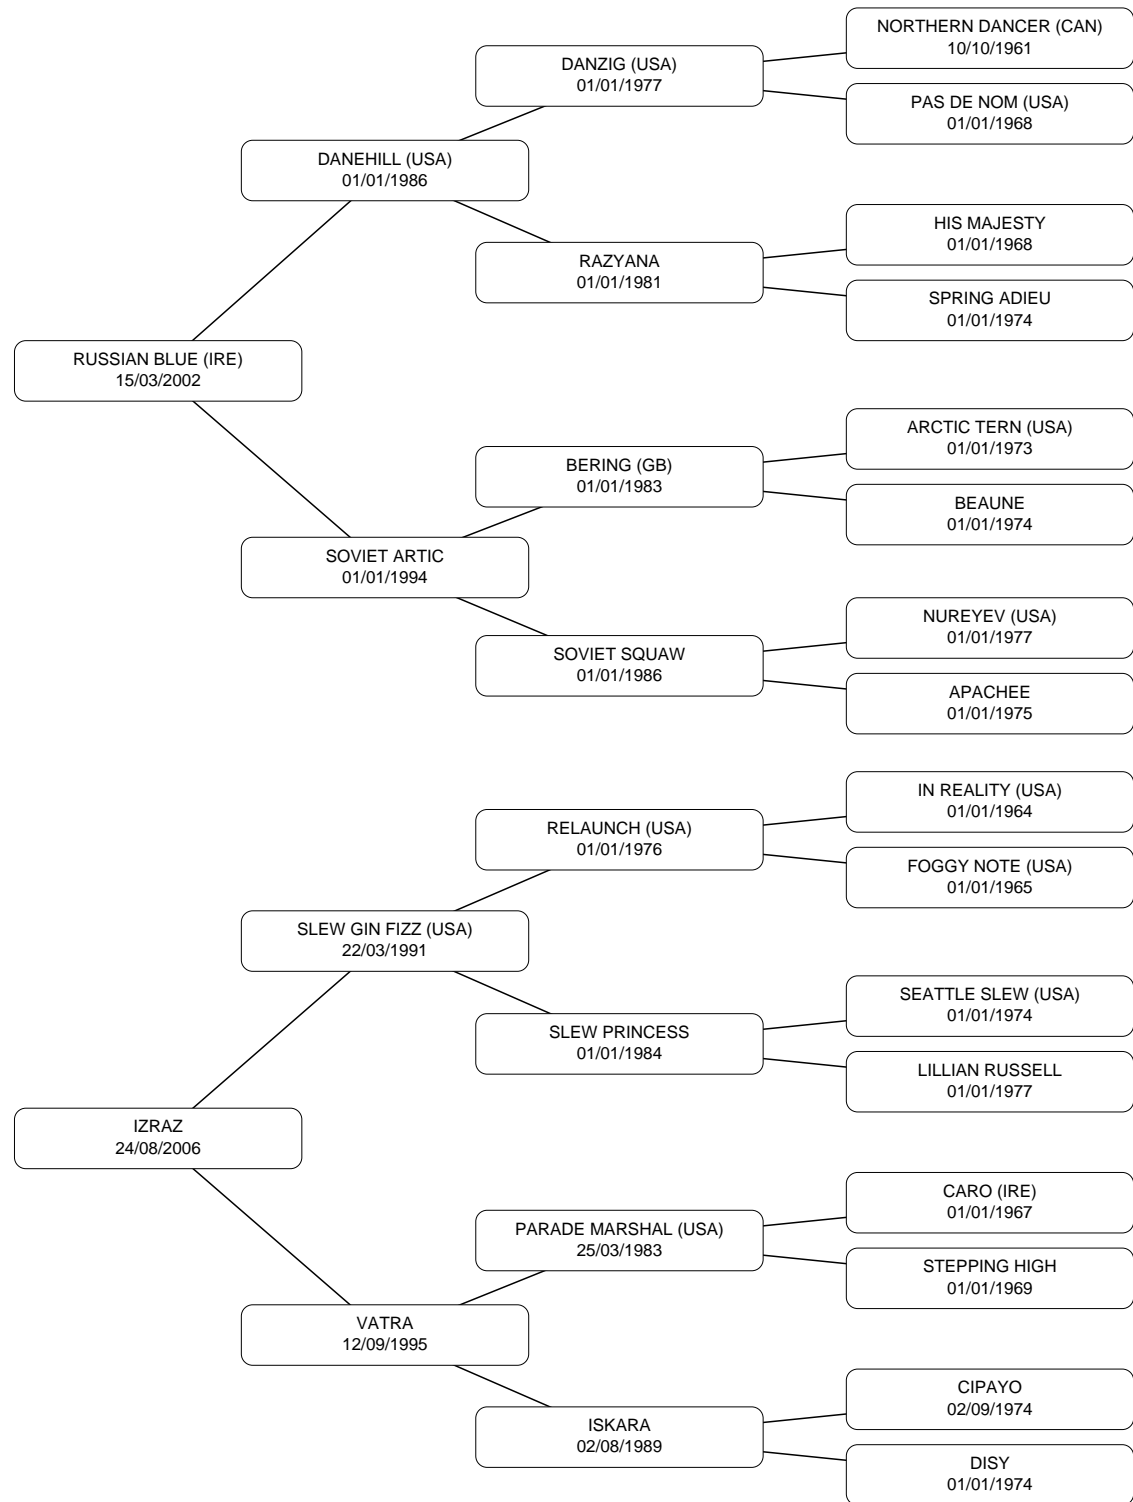 NORTHERN DANCER (CAN)
10/10/1961
DANZIG (USA)
01/01/1977
PAS DE NOM (USA)
01/01/1968
DANEHILL (USA)
01/01/1986
HIS MAJESTY
01/01/1968
RAZYANA
01/01/1981
SPRING ADIEU
01/01/1974
RUSSIAN BLUE (IRE)
15/03/2002
ARCTIC TERN (USA)
01/01/1973
BERING (GB)
01/01/1983
BEAUNE
01/01/1974
SOVIET ARTIC
01/01/1994
NUREYEV (USA)
01/01/1977
SOVIET SQUAW
01/01/1986
APACHEE
01/01/1975
IN REALITY (USA)
01/01/1964
RELAUNCH (USA)
01/01/1976
FOGGY NOTE (USA)
01/01/1965
SLEW GIN FIZZ (USA)
22/03/1991
SEATTLE SLEW (USA)
01/01/1974
SLEW PRINCESS
01/01/1984
LILLIAN RUSSELL
01/01/1977
IZRAZ
24/08/2006
CARO (IRE)
01/01/1967
PARADE MARSHAL (USA)
25/03/1983
STEPPING HIGH
01/01/1969
VATRA
12/09/1995
CIPAYO
02/09/1974
ISKARA
02/08/1989
DISY
01/01/1974